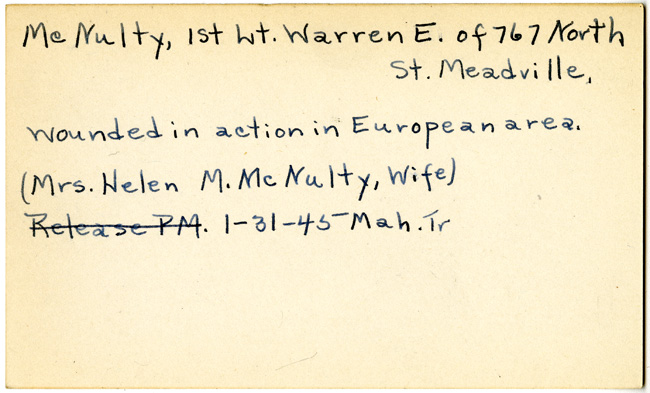 McNulty, 1st Lt. Warren E. of 767 North
St. Meadville,
wounded in action in European area.
(Mrs. Helen M. McNulty, Wife)
Release PM. 1-31-45-Mah. Tr